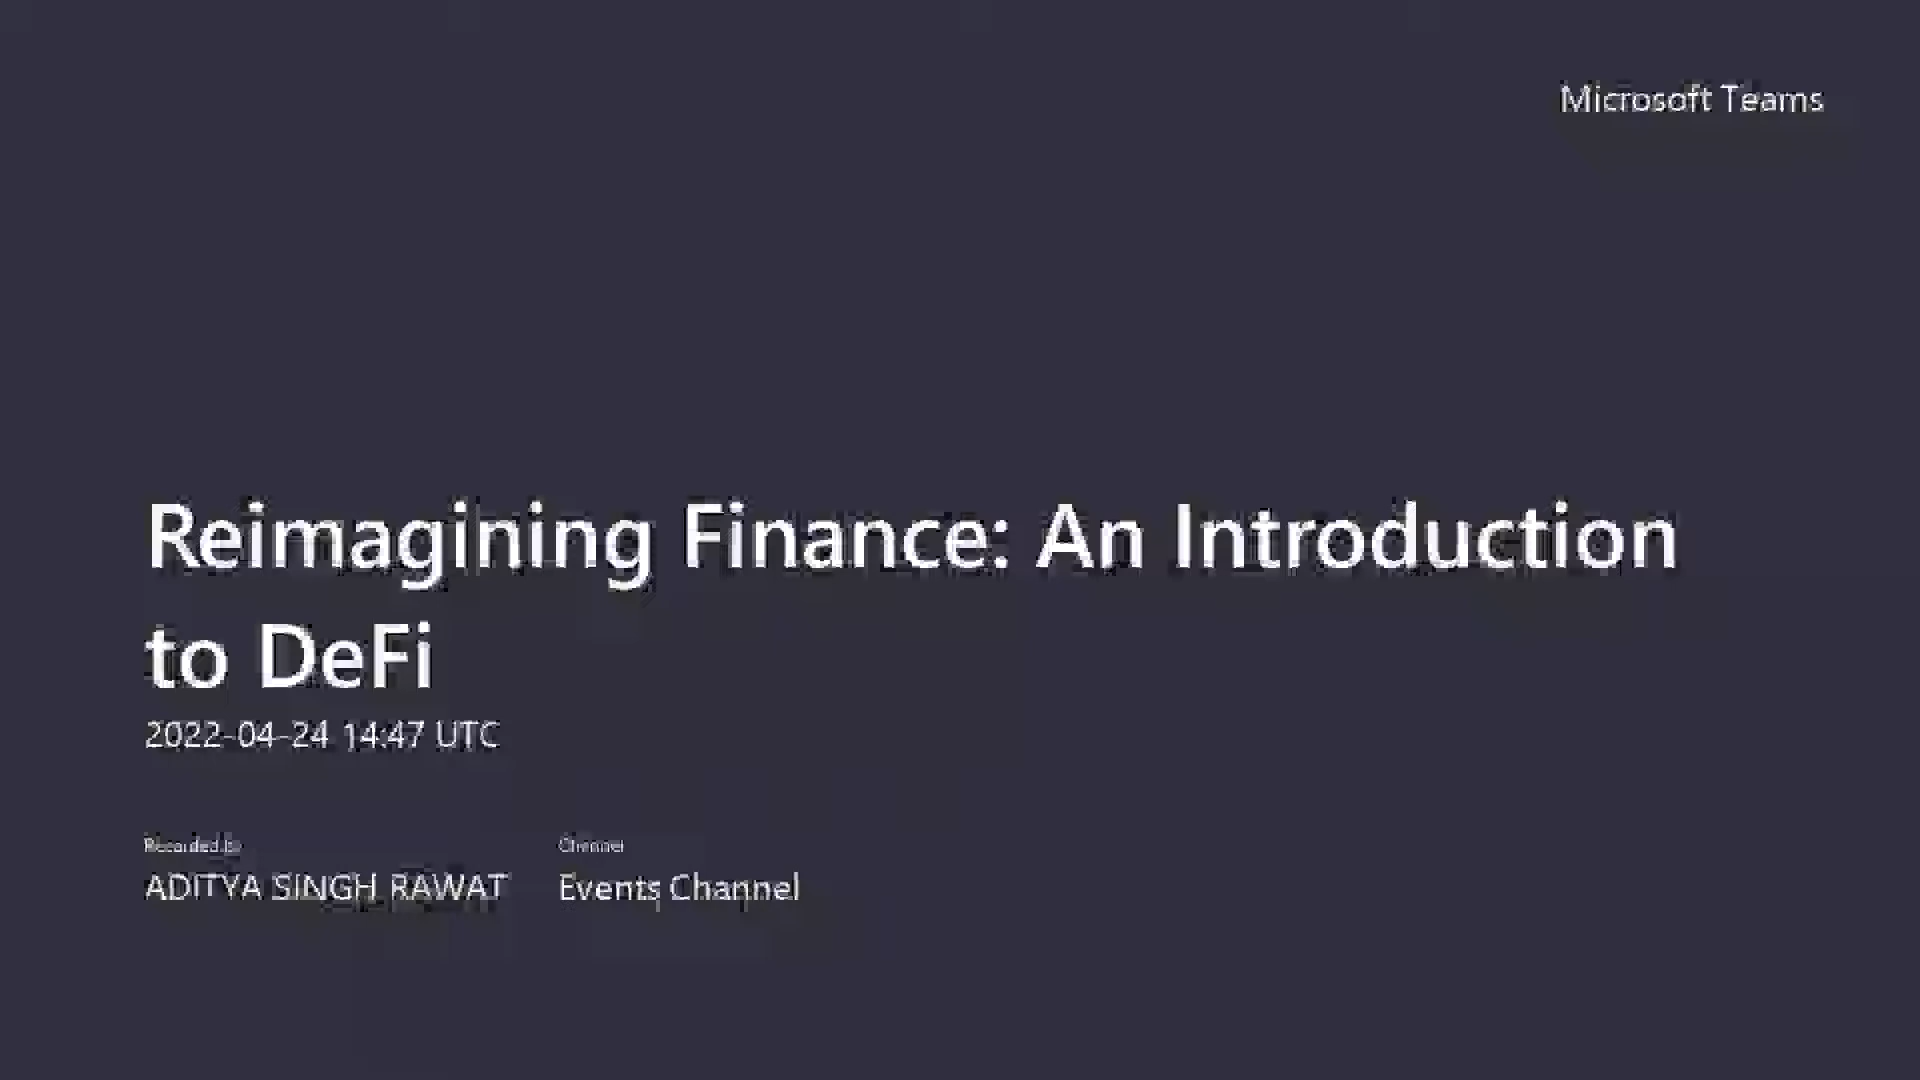 Microsoft Teams
Reimagining Finance: An Introduction
to DeFi
2022-04-24 14:47 UTC
Recorded by Channel
ADITYA SINGH RAWAT Events Channel